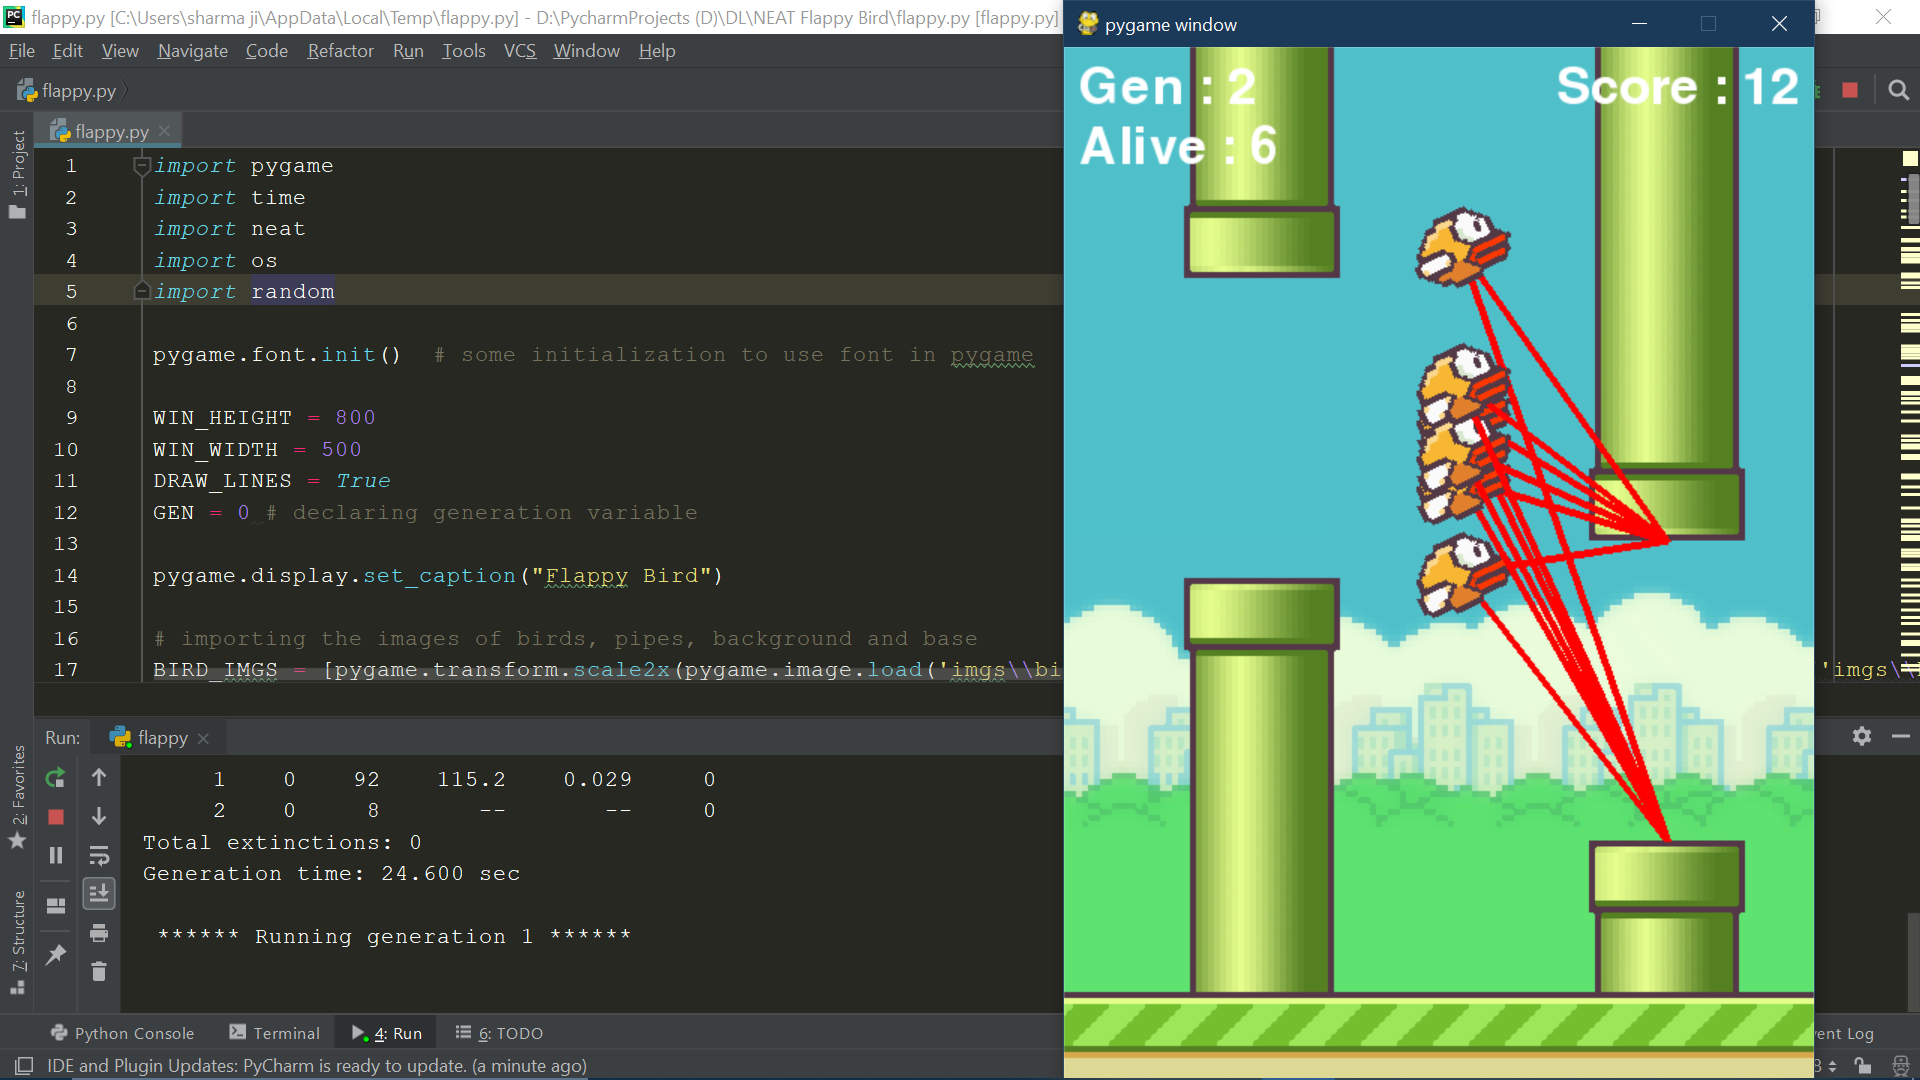 flappy.py [C:\Users\sharma ji\AppData\Local\Temp\flappy.py] - D:\PycharmProjects (D)\DL\NEAT Flappy Bird\flappy.py [flappy.py]
pygame window
File Edit View Navigate Code Refactor Run Tools VCS Window Help
flappy.py
flappy.py
Gen : 2
Score : 12
Alive : 6
1: Project
1 import pygame
2 import time
3 import neat
4 import os
5 import random
6
7 pygame.font.init() # some initialization to use font in pygame
8
9 WIN_HEIGHT = 800
10 WIN_WIDTH = 500
11 DRAW_LINES = True
12 GEN = 0 # declaring generation variable
13
14 pygame.display.set_caption("Flappy Bird")
15
16 # importing the images of birds, pipes, background and base
17 BIRD_IMGS = [pygame.transform.scale2x(pygame.image.load('imgs\\bi
'imgs\\
Run: flappy
2: Favorites
7: Structure
1 0 92 115.2 0.029 0
2 0 8 -- -- 0
Total extinctions: 0
Generation time: 24.600 sec
****** Running generation 1 ******
Python Console Terminal 4: Run 6: TODO
vent Log
IDE and Plugin Updates: PyCharm is ready to update. (a minute ago)